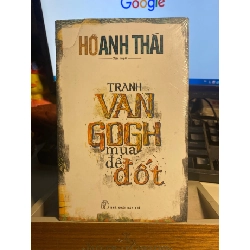 Google
HỒ ANH THÁI
TRANH
VAN
GOGH
mua
để
đốt